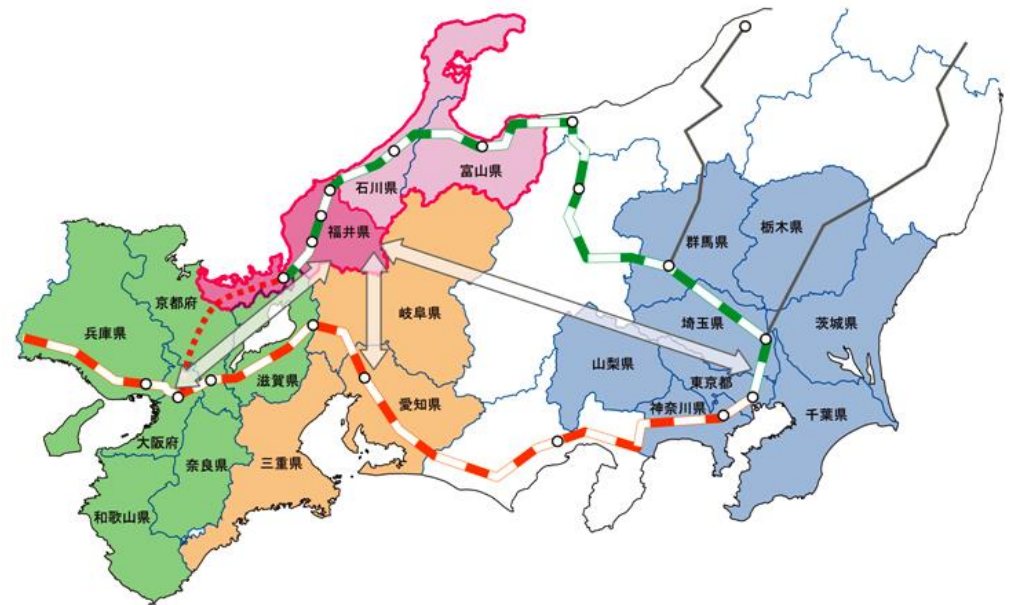 富山県
石川県
福井県
群馬県
栃木県
京都府
兵庫県
岐阜県
埼玉県
茨城県
山梨県
滋賀県
東京都
愛知県
神奈川県
千葉県
大阪府
奈良県
三重県
和歌山県